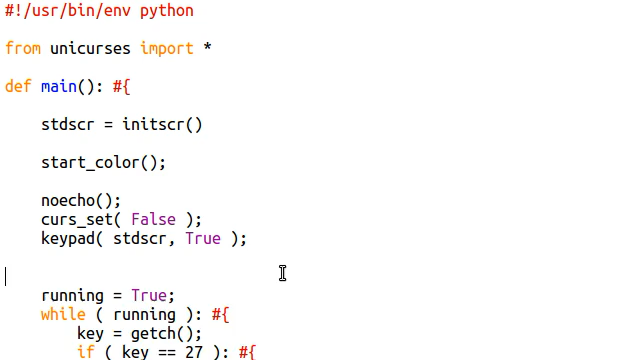 #!/usr/bin/env python
from unicurses import *
def main(): #{
stdscr = initscr()
start_color();
noecho();
curs_set( False );
keypad( stdscr, True );
running = True;
while ( running ): #{
key = getch();
if ( key == 27 ): #{